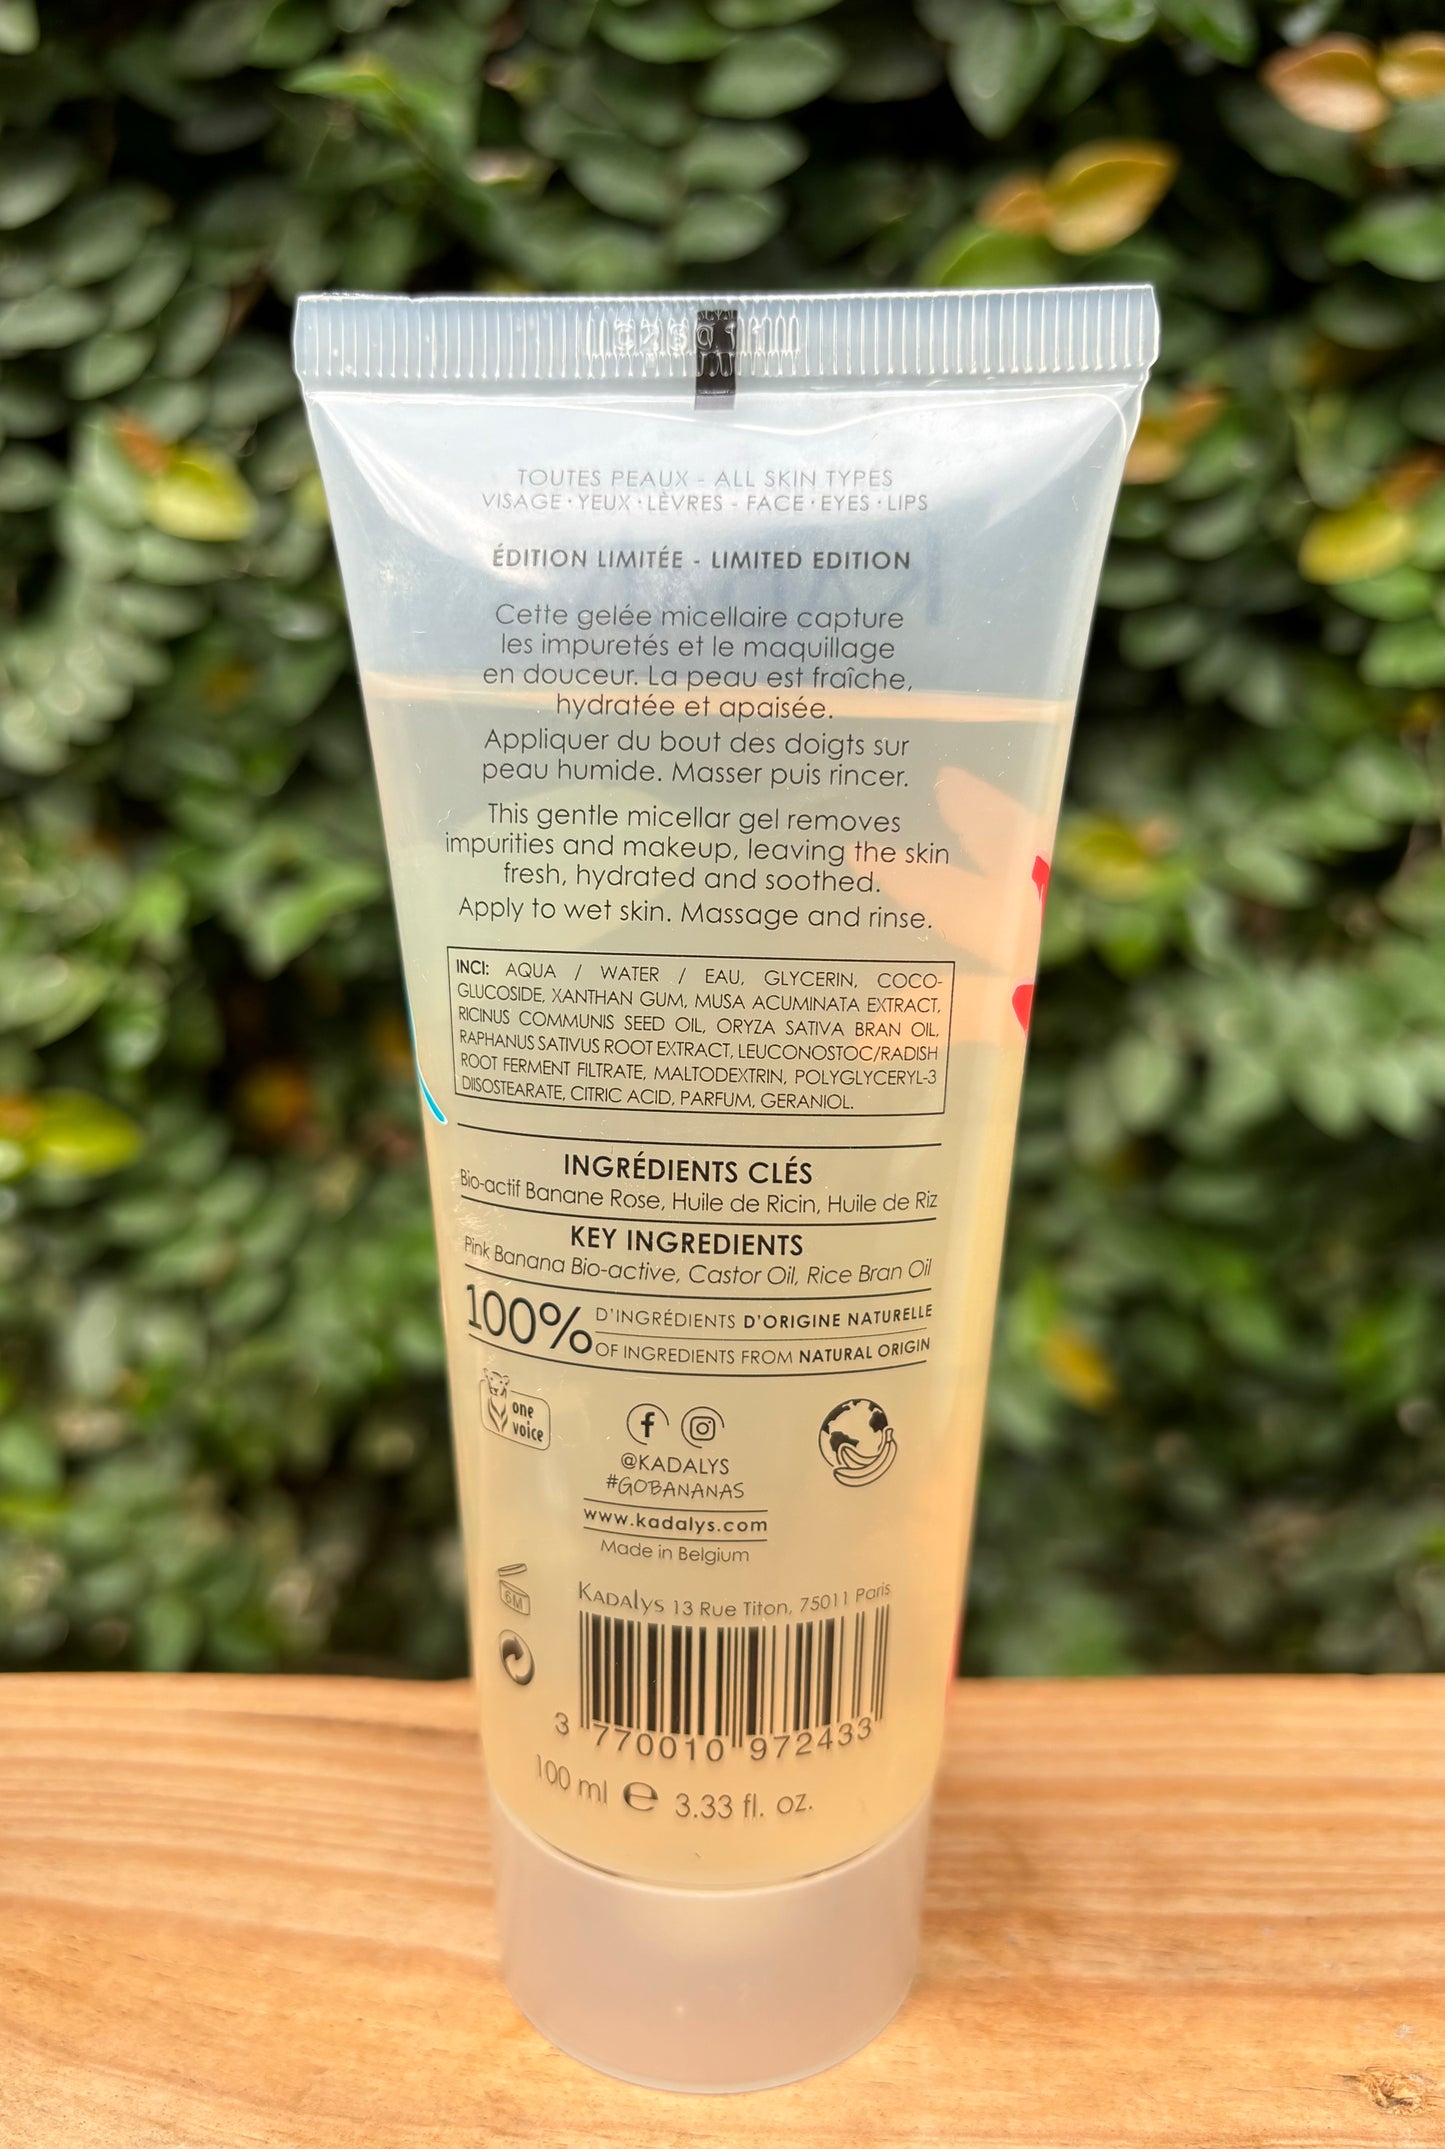 TOUTES PEAUX - ALL SKIN TYPES
VISAGE · YEUX · LÈVRES - FACE · EYES · LIPS
ÉDITION LIMITÉE - LIMITED EDITION
Cette gelée micellaire capture
les impuretés et le maquillage
en douceur. La peau est fraîche,
hydratée et apaisée.
Appliquer du bout des doigts sur
peau humide. Masser puis rincer.
This gentle micellar gel removes
impurities and makeup, leaving the skin
fresh, hydrated and soothed.
Apply to wet skin. Massage and rinse.
INCI: AQUA / WATER / EAU, GLYCERIN, COCO-
GLUCOSIDE, XANTHAN GUM, MUSA ACUMINATA EXTRACT,
RICINUS COMMUNIS SEED OIL, ORYZA SATIVA BRAN OIL,
RAPHANUS SATIVUS ROOT EXTRACT, LEUCONOSTOC/RADISH
ROOT FERMENT FILTRATE, MALTODEXTRIN, POLYGLYCERYL-3
DIISOSTEARATE, CITRIC ACID, PARFUM, GERANIOL.
INGRÉDIENTS CLÉS
Bio-actif Banane Rose, Huile de Ricin, Huile de Riz
KEY INGREDIENTS
Pink Banana Bio-active, Castor Oil, Rice Bran Oil
100% D'INGRÉDIENTS D'ORIGINE NATURELLE
OF INGREDIENTS FROM NATURAL ORIGIN
one
voice
@KADALYS
#GOBANANAS
www.kadalys.com
Made in Belgium
6M
KADALYS 13 Rue Titon, 75011 Paris
3 770010 972433
100 ml e 3.33 fl. oz.